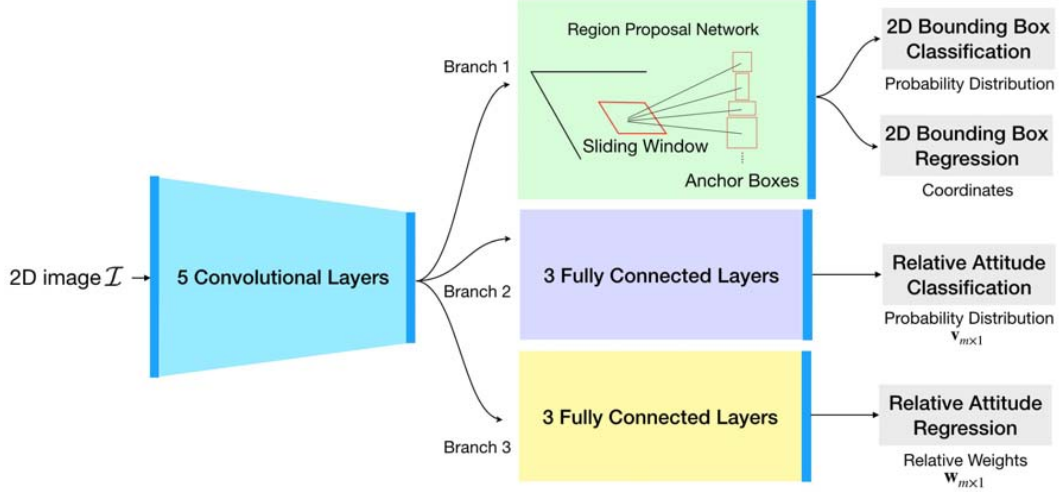 2D image 𝓘
5 Convolutional Layers
Branch 1
Region Proposal Network
Sliding Window
Anchor Boxes
2D Bounding Box
Classification
Probability Distribution
2D Bounding Box
Regression
Coordinates
Branch 2
3 Fully Connected Layers
Relative Attitude
Classification
Probability Distribution
v_{m×1}
Branch 3
3 Fully Connected Layers
Relative Attitude
Regression
Relative Weights
w_{m×1}